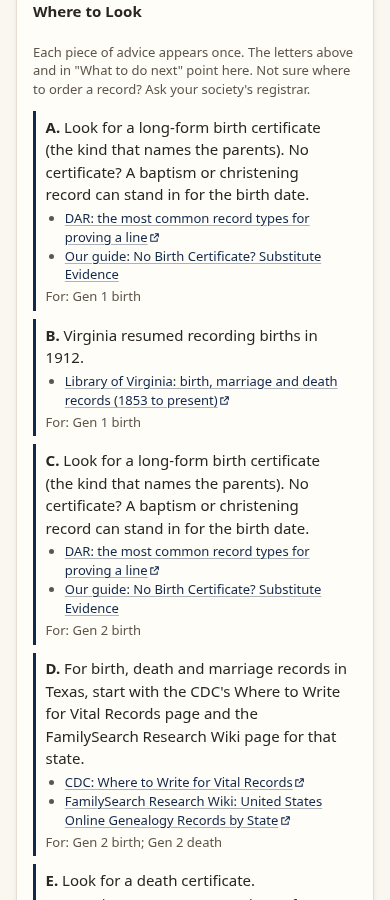 Where to Look
Each piece of advice appears once. The letters above
and in "What to do next" point here. Not sure where
to order a record? Ask your society's registrar.
A. Look for a long-form birth certificate
(the kind that names the parents). No
certificate? A baptism or christening
record can stand in for the birth date.
DAR: the most common record types for
proving a line
Our guide: No Birth Certificate? Substitute
Evidence
For: Gen 1 birth
B. Virginia resumed recording births in
1912.
Library of Virginia: birth, marriage and death
records (1853 to present)
For: Gen 1 birth
C. Look for a long-form birth certificate
(the kind that names the parents). No
certificate? A baptism or christening
record can stand in for the birth date.
DAR: the most common record types for
proving a line
Our guide: No Birth Certificate? Substitute
Evidence
For: Gen 2 birth
D. For birth, death and marriage records in
Texas, start with the CDC's Where to Write
for Vital Records page and the
FamilySearch Research Wiki page for that
state.
CDC: Where to Write for Vital Records
FamilySearch Research Wiki: United States
Online Genealogy Records by State
For: Gen 2 birth; Gen 2 death
E. Look for a death certificate.